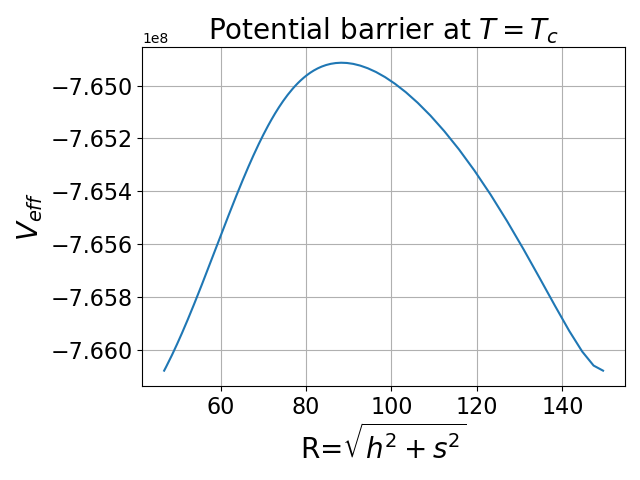 Potential barrier at $T = T_c$
1e8
−7.650
−7.652
−7.654
−7.656
−7.658
−7.660
$V_{eff}$
60 80 100 120 140
R=$\sqrt{h^2 + s^2}$